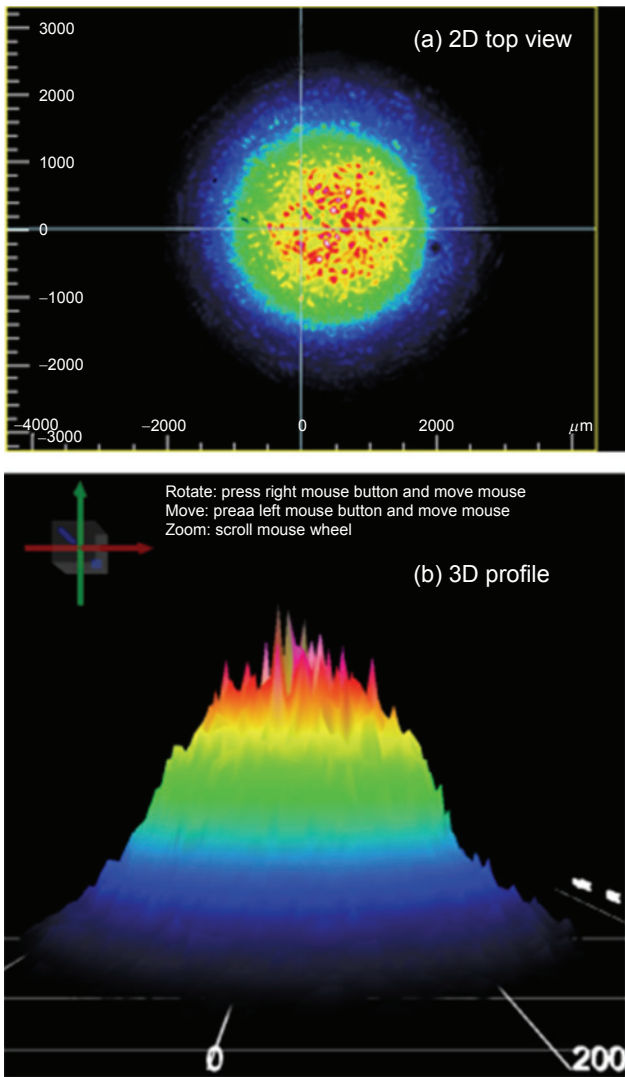 3000
(a) 2D top view
2000
1000
0
–1000
–2000
–4000
–3000
–2000
0
2000
μm
Rotate: press right mouse button and move mouse
Move: preaa left mouse button and move mouse
Zoom: scroll mouse wheel
(b) 3D profile
0
200